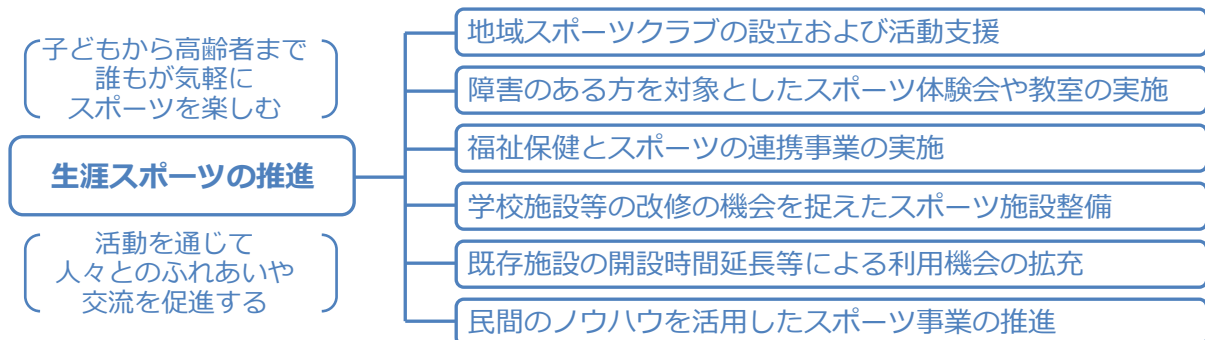 子どもから高齢者まで
誰もが気軽に
スポーツを楽しむ
生涯スポーツの推進
活動を通じて
人々とのふれあいや
交流を促進する
地域スポーツクラブの設立および活動支援
障害のある方を対象としたスポーツ体験会や教室の実施
福祉保健とスポーツの連携事業の実施
学校施設等の改修の機会を捉えたスポーツ施設整備
既存施設の開設時間延長等による利用機会の拡充
民間のノウハウを活用したスポーツ事業の推進